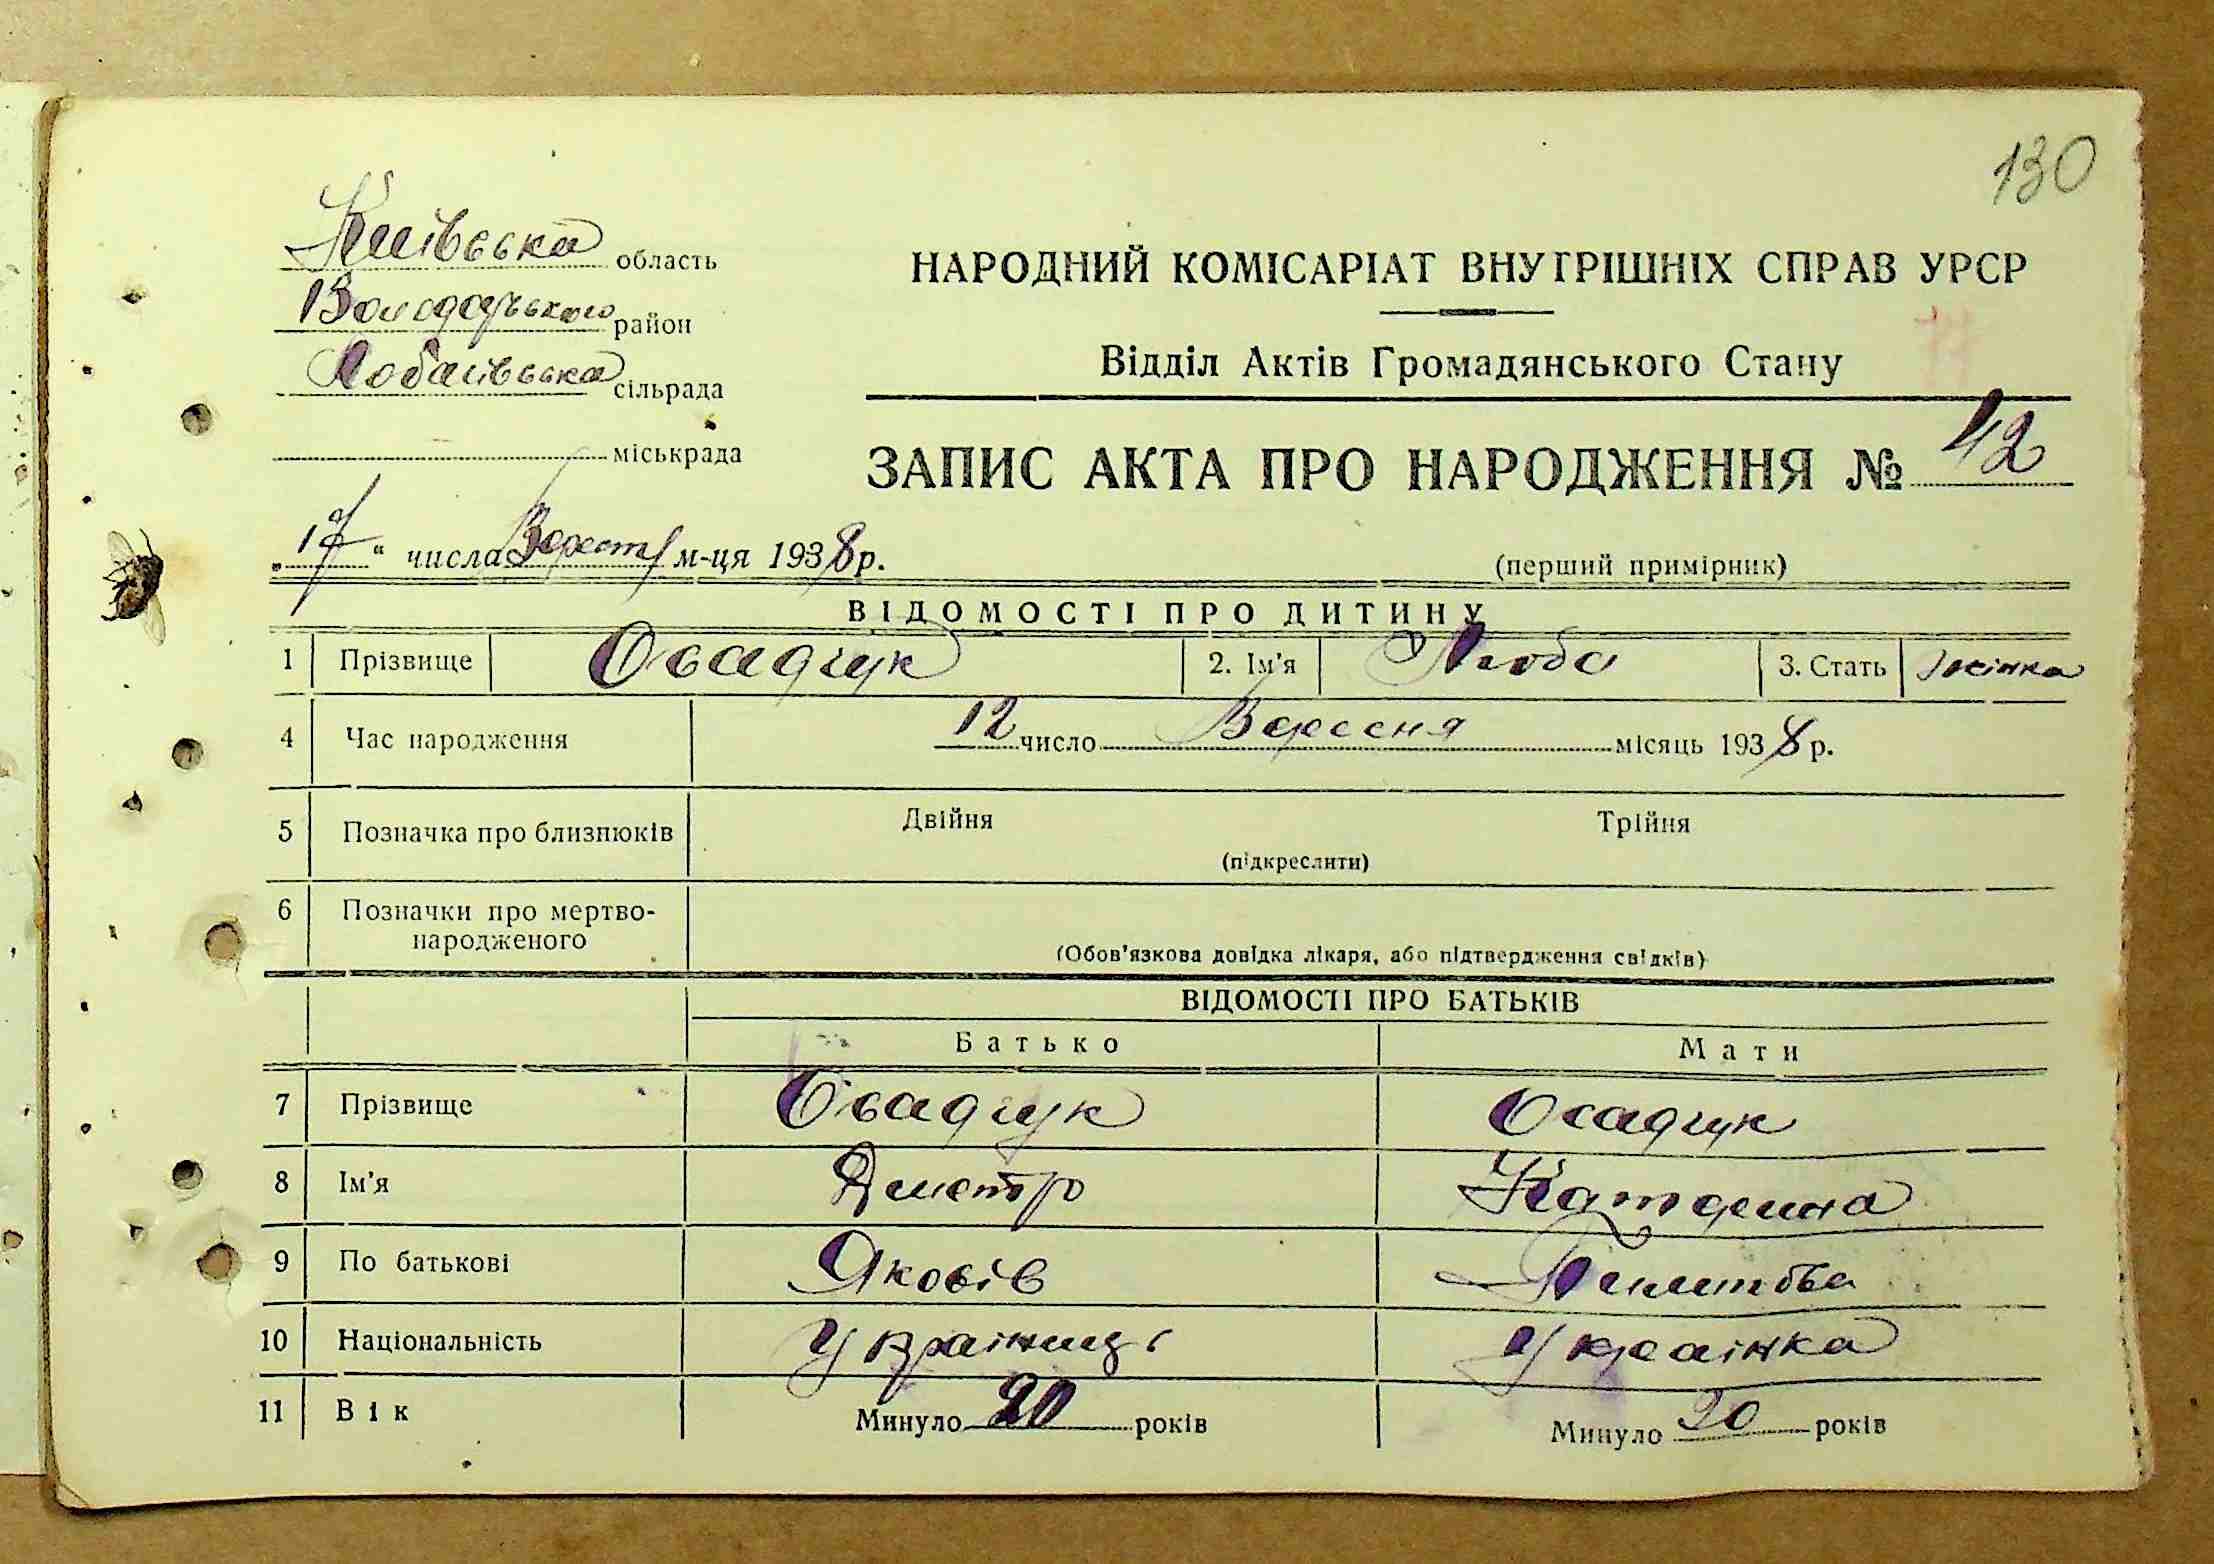 130
Київська область
Володарського район
Лобачівська сільрада
міськрада
НАРОДНИЙ КОМІСАРІАТ ВНУТРІШНІХ СПРАВ УРСР
Відділ Актів Громадянського Стану
ЗАПИС АКТА ПРО НАРОДЖЕННЯ № 42
„17“ числа м-ця 1938 р.
(перший примірник)
ВІДОМОСТІ ПРО ДИТИНУ
1 Прізвище Осадчук 2. Ім'я Люба 3. Стать жінка
4 Час народження 12 число Вересня місяць 1938 р.
5 Позначка про близнюків Двійня Трійня
(підкреслити)
6 Позначки про мертво-
народженого
(Обов'язкова довідка лікаря, або підтвердження свідків)
ВІДОМОСТІ ПРО БАТЬКІВ
Батько Мати
7 Прізвище Осадчук Осадчук
8 Ім'я Дмитро Катерина
9 По батькові Яковів
10 Національність Українець Українка
11 Вік Минуло 20 років Минуло 20 років